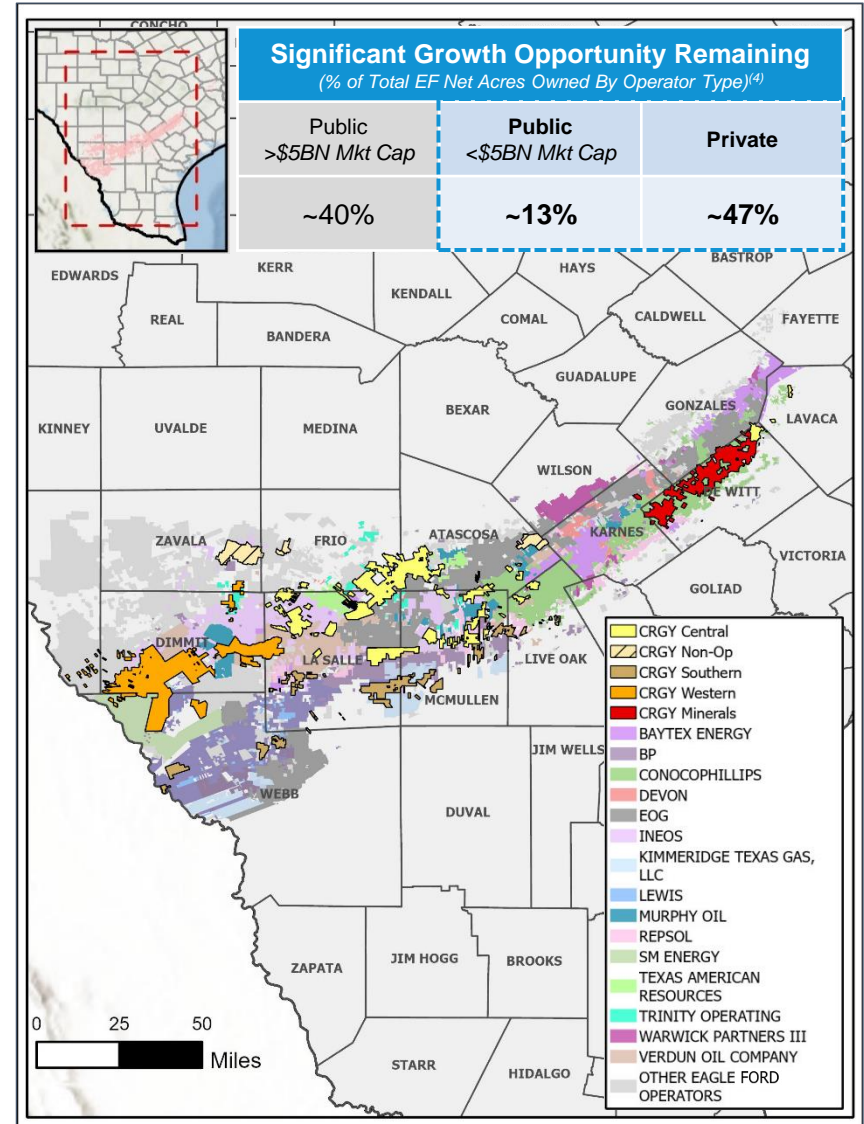 CONCHO
Significant Growth Opportunity Remaining
(% of Total EF Net Acres Owned By Operator Type)(4)
Public
>$5BN Mkt Cap
Public
<$5BN Mkt Cap
Private
~40%
~13%
~47%
EDWARDS
KERR
HAYS
BASTROP
KENDALL
REAL
COMAL
CALDWELL
FAYETTE
BANDERA
GUADALUPE
GONZALES
LAVACA
KINNEY
UVALDE
MEDINA
BEXAR
WILSON
DE WITT
ZAVALA
FRIO
ATASCOSA
KARNES
VICTORIA
GOLIAD
DIMMIT
LA SALLE
LIVE OAK
MCMULLEN
WEBB
JIM WELLS
DUVAL
CRGY Central
CRGY Non-Op
CRGY Southern
CRGY Western
CRGY Minerals
BAYTEX ENERGY
BP
CONOCOPHILLIPS
DEVON
EOG
INEOS
KIMMERIDGE TEXAS GAS,
LLC
LEWIS
MURPHY OIL
REPSOL
SM ENERGY
TEXAS AMERICAN
RESOURCES
TRINITY OPERATING
WARWICK PARTNERS III
VERDUN OIL COMPANY
OTHER EAGLE FORD
OPERATORS
ZAPATA
JIM HOGG
BROOKS
STARR
HIDALGO
0 25 50
Miles